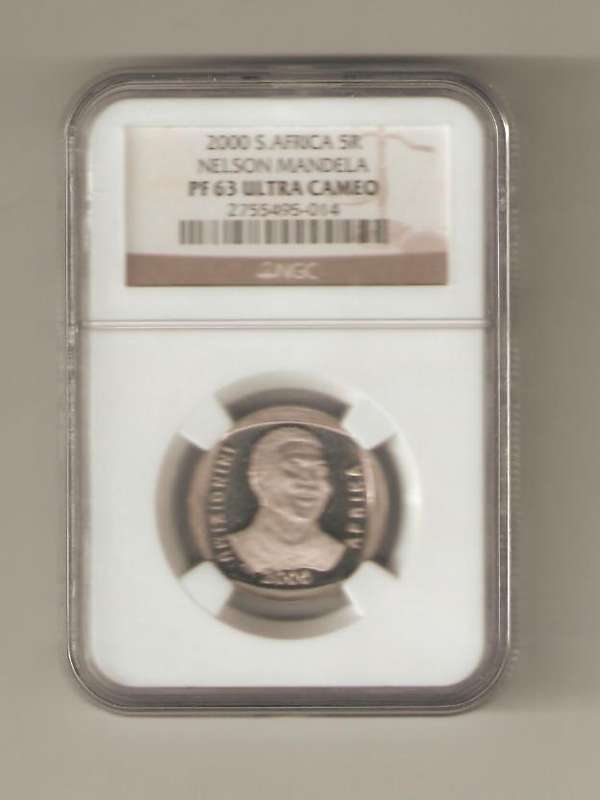 2000 S.AFRICA 5R
NELSON MANDELA
PF 63 ULTRA CAMEO
2755495-014
NGC
AFRIKA
2000